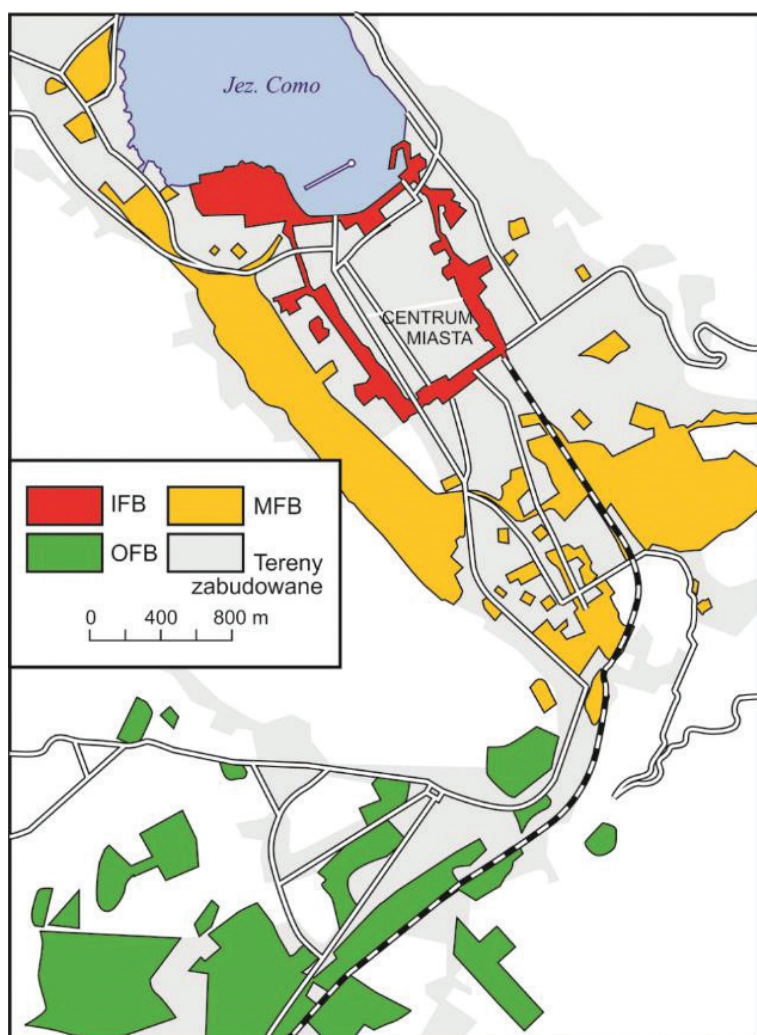 Jez. Como
CENTRUM
MIASTA
IFB
MFB
OFB
Tereny
zabudowane
0 400 800 m